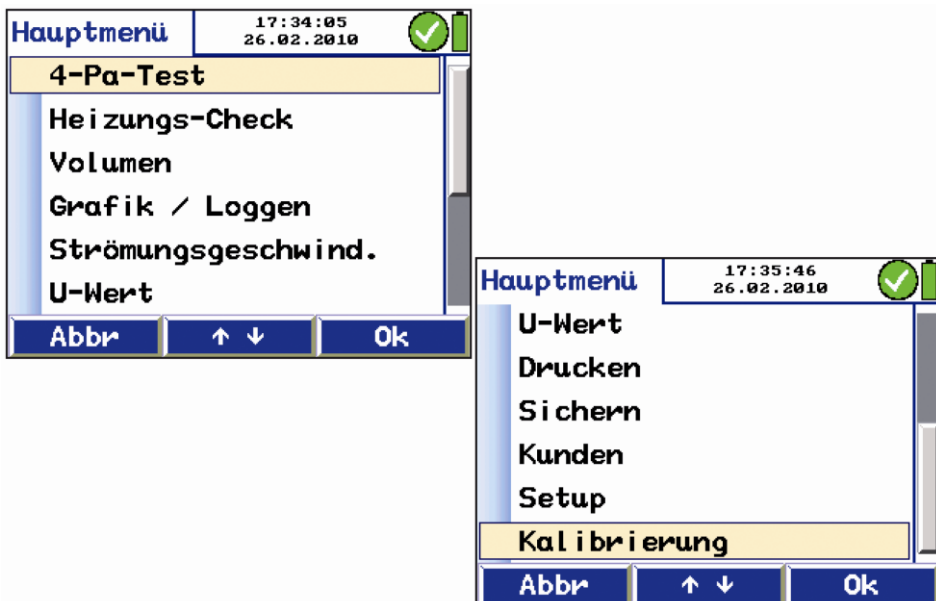 Hauptmenü
17:34:05
26.02.2010
4-Pa-Test
Heizungs-Check
Volumen
Grafik / Loggen
Strömungsgeschwind.
U-Wert
Abbr ↑ ↓ Ok
Hauptmenü
17:35:46
26.02.2010
U-Wert
Drucken
Sichern
Kunden
Setup
Kalibrierung
Abbr ↑ ↓ Ok